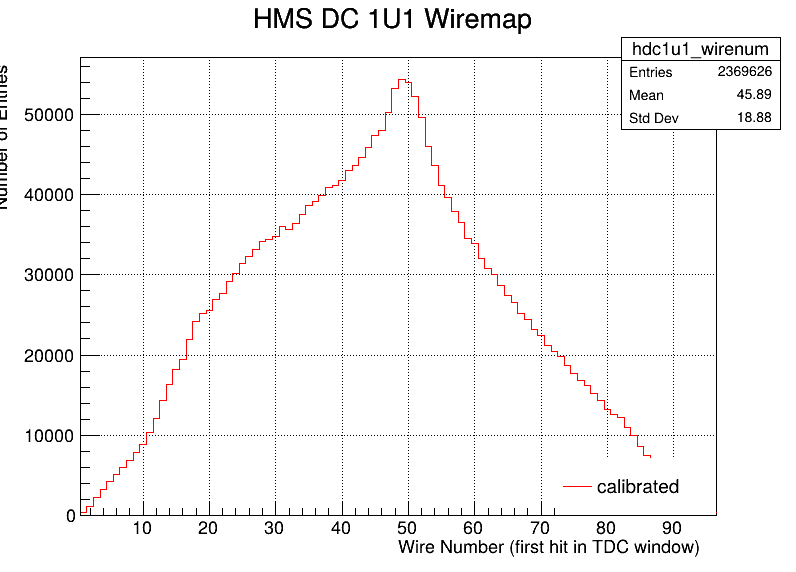 HMS DC 1U1 Wiremap
hdc1u1_wirenum
Entries 2369626
Mean 45.89
Std Dev 18.88
Number of Entries
50000
40000
30000
20000
10000
0
10 20 30 40 50 60 70 80 90
calibrated
Wire Number (first hit in TDC window)